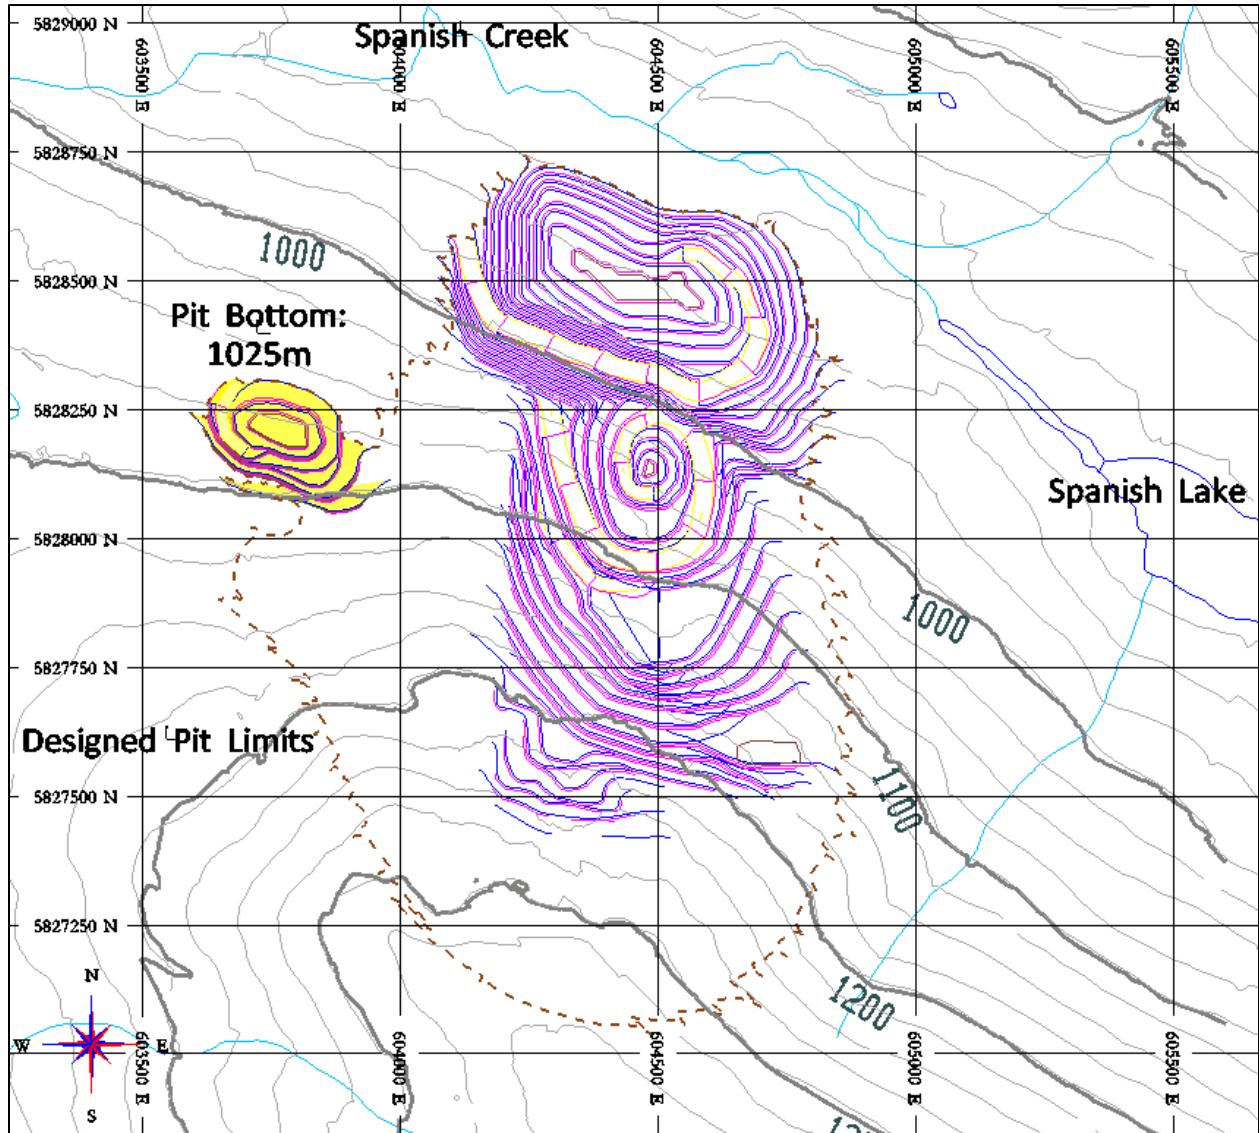 5829000 N
Spanish Creek
603500 E
604000 E
604500 E
605000 E
605500 E
5828750 N
1000
5828500 N
Pit Bottom:
1025m
5828250 N
Spanish Lake
5828000 N
1000
5827750 N
Designed Pit Limits
1100
5827500 N
5827250 N
N
1200
W E
S
603500 E
604000 E
604500 E
605000 E
605500 E